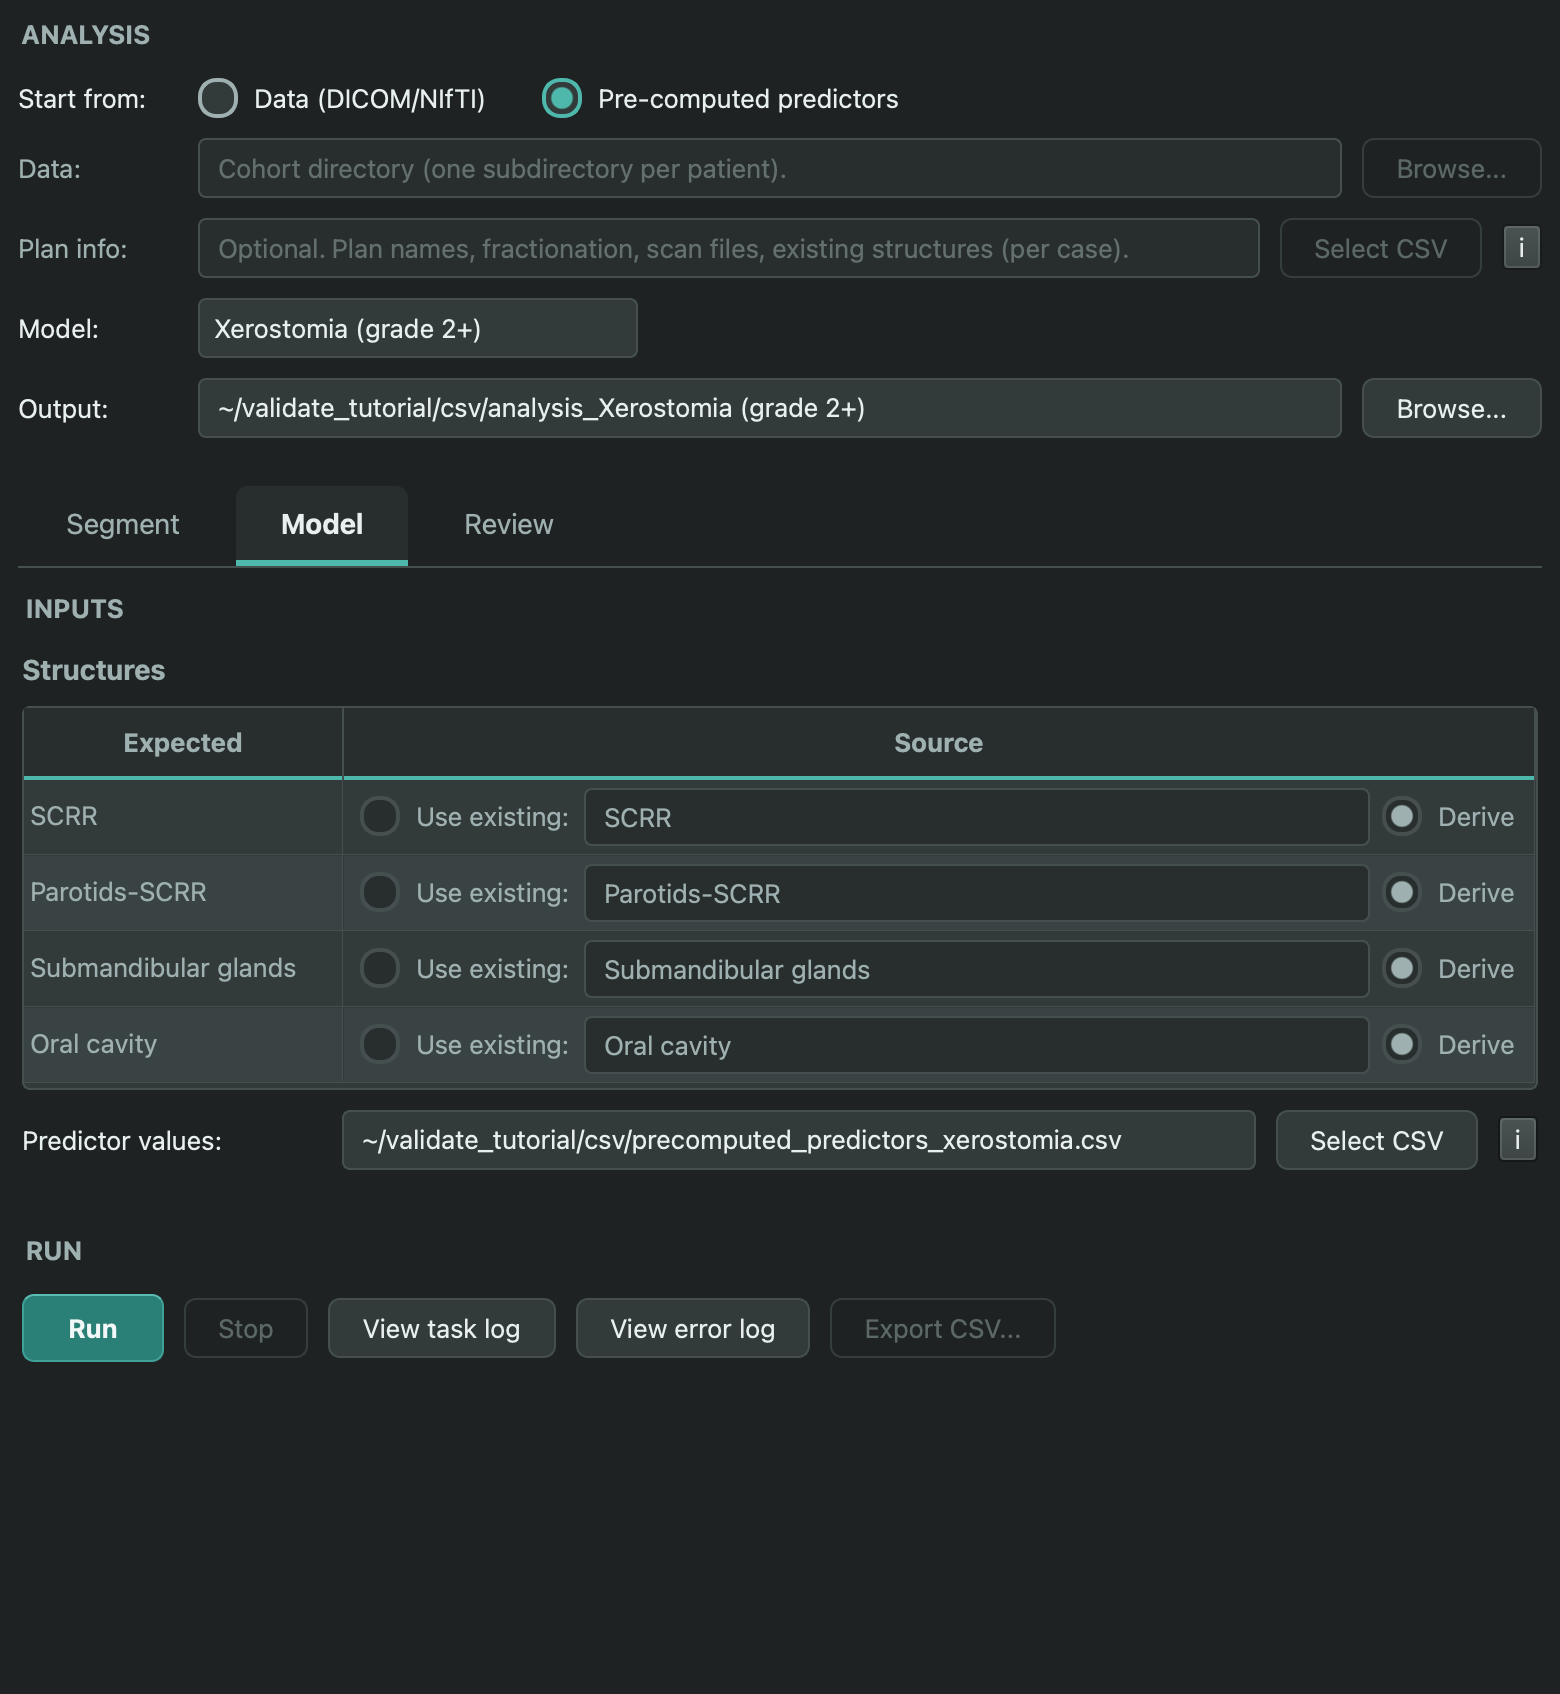 ANALYSIS
Start from: Data (DICOM/NIfTI) Pre-computed predictors
Data: Cohort directory (one subdirectory per patient). Browse...
Plan info: Optional. Plan names, fractionation, scan files, existing structures (per case). Select CSV i
Model: Xerostomia (grade 2+)
Output: ~/validate_tutorial/csv/analysis_Xerostomia (grade 2+) Browse...
Segment Model Review
INPUTS
Structures
Expected Source
SCRR Use existing: SCRR Derive
Parotids-SCRR Use existing: Parotids-SCRR Derive
Submandibular glands Use existing: Submandibular glands Derive
Oral cavity Use existing: Oral cavity Derive
Predictor values: ~/validate_tutorial/csv/precomputed_predictors_xerostomia.csv Select CSV i
RUN
Run Stop View task log View error log Export CSV...